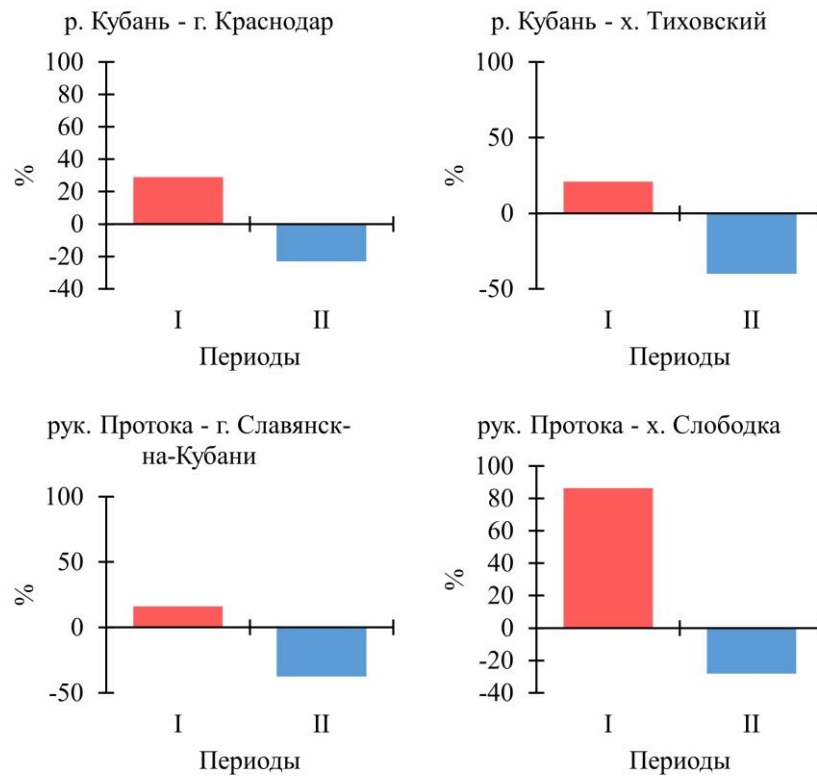 р. Кубань - г. Краснодар
100
80
60
40
20
0
-20
-40
%
I
II
Периоды
р. Кубань - х. Тиховский
100
50
0
-50
%
I
II
Периоды
рук. Протока - г. Славянск-
на-Кубани
100
50
0
-50
%
I
II
Периоды
рук. Протока - х. Слободка
100
80
60
40
20
0
-20
-40
%
I
II
Периоды